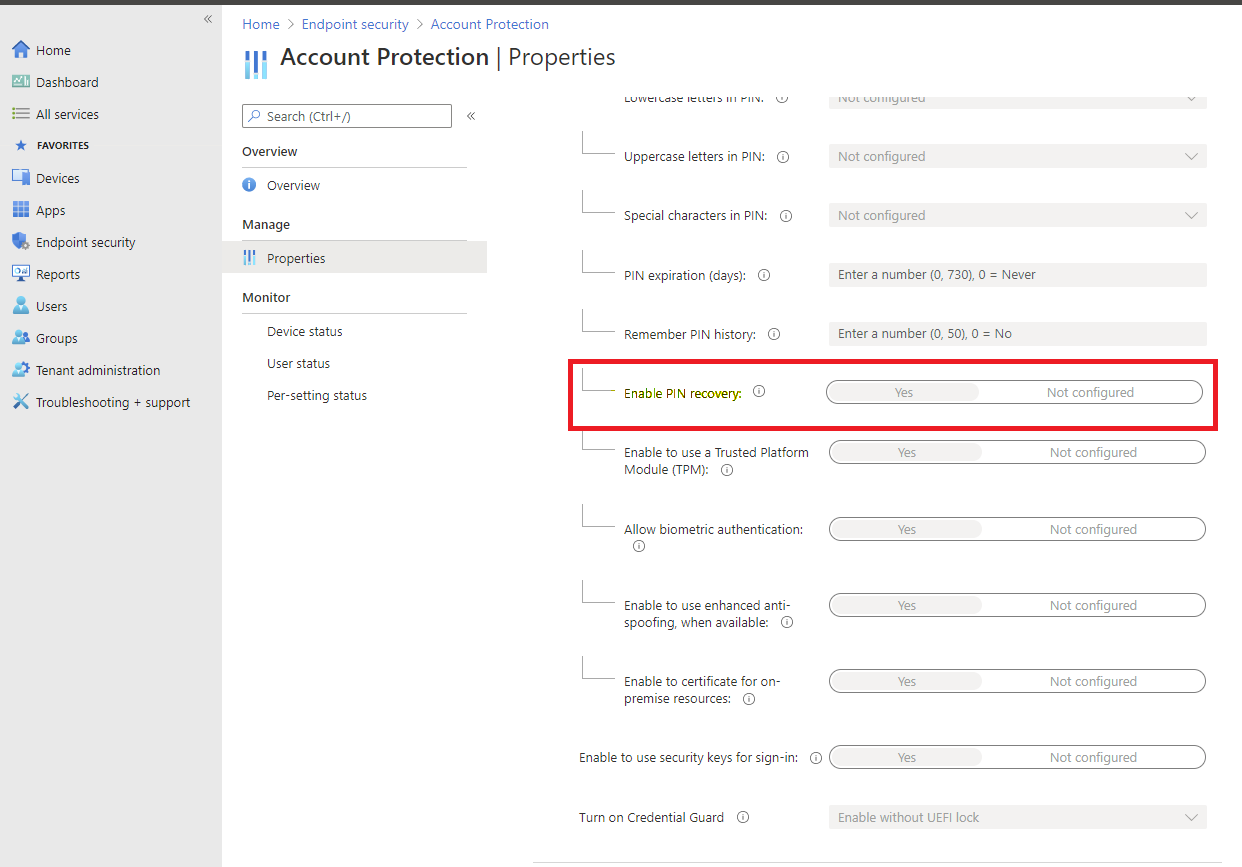 «
Home
Dashboard
All services
FAVORITES
Devices
Apps
Endpoint security
Reports
Users
Groups
Tenant administration
Troubleshooting + support
Home > Endpoint security > Account Protection
Account Protection | Properties
Search (Ctrl+/)
«
Overview
Overview
Manage
Properties
Monitor
Device status
User status
Per-setting status
Lowercase letters in PIN: Not configured
Uppercase letters in PIN: Not configured
Special characters in PIN: Not configured
PIN expiration (days): Enter a number (0, 730), 0 = Never
Remember PIN history: Enter a number (0, 50), 0 = No
Enable PIN recovery: Yes Not configured
Enable to use a Trusted Platform
Module (TPM): Yes Not configured
Allow biometric authentication: Yes Not configured
Enable to use enhanced anti-
spoofing, when available: Yes Not configured
Enable to certificate for on-
premise resources: Yes Not configured
Enable to use security keys for sign-in: Yes Not configured
Turn on Credential Guard Enable without UEFI lock